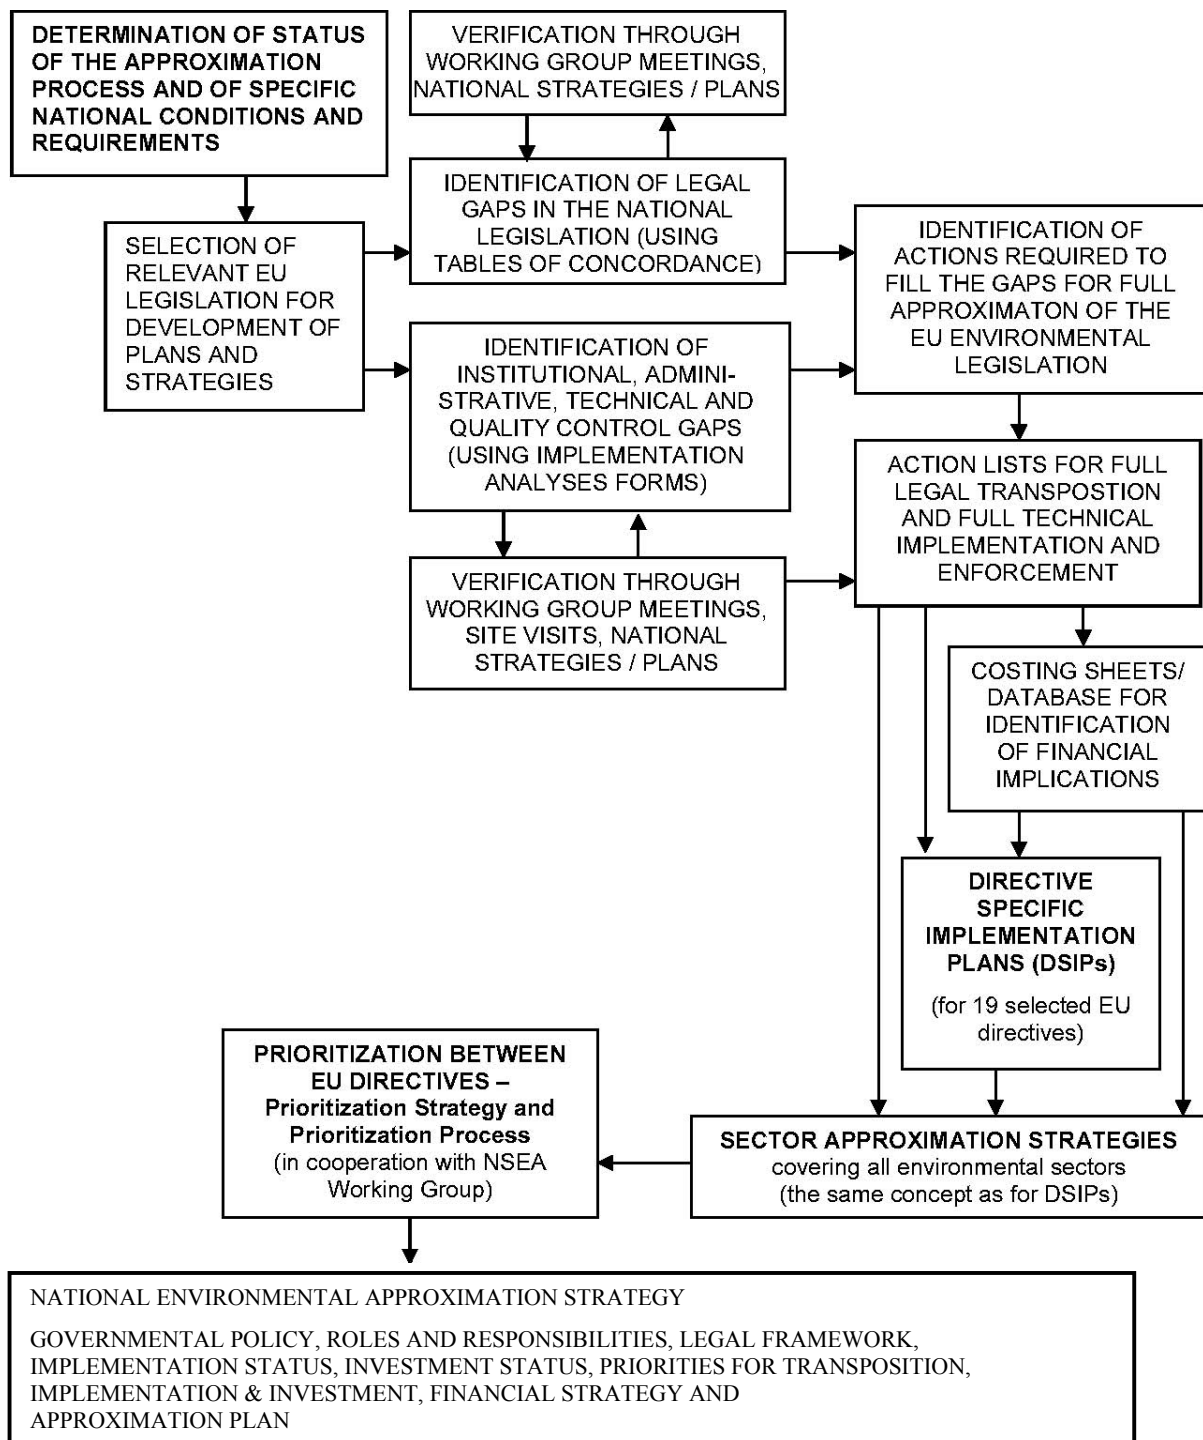 DETERMINATION OF STATUS
OF THE APPROXIMATION
PROCESS AND OF SPECIFIC
NATIONAL CONDITIONS AND
REQUIREMENTS
VERIFICATION THROUGH
WORKING GROUP MEETINGS,
NATIONAL STRATEGIES / PLANS
SELECTION OF
RELEVANT EU
LEGISLATION FOR
DEVELOPMENT OF
PLANS AND
STRATEGIES
IDENTIFICATION OF LEGAL
GAPS IN THE NATIONAL
LEGISLATION (USING
TABLES OF CONCORDANCE)
IDENTIFICATION OF
ACTIONS REQUIRED TO
FILL THE GAPS FOR FULL
APPROXIMATON OF THE
EU ENVIRONMENTAL
LEGISLATION
IDENTIFICATION OF
INSTITUTIONAL, ADMINI-
STRATIVE, TECHNICAL AND
QUALITY CONTROL GAPS
(USING IMPLEMENTATION
ANALYSES FORMS)
ACTION LISTS FOR FULL
LEGAL TRANSPOSTION
AND FULL TECHNICAL
IMPLEMENTATION AND
ENFORCEMENT
VERIFICATION THROUGH
WORKING GROUP MEETINGS,
SITE VISITS, NATIONAL
STRATEGIES / PLANS
COSTING SHEETS/
DATABASE FOR
IDENTIFICATION
OF FINANCIAL
IMPLICATIONS
DIRECTIVE
SPECIFIC
IMPLEMENTATION
PLANS (DSIPs)
(for 19 selected EU
directives)
PRIORITIZATION BETWEEN
EU DIRECTIVES –
Prioritization Strategy and
Prioritization Process
(in cooperation with NSEA
Working Group)
SECTOR APPROXIMATION STRATEGIES
covering all environmental sectors
(the same concept as for DSIPs)
NATIONAL ENVIRONMENTAL APPROXIMATION STRATEGY
GOVERNMENTAL POLICY, ROLES AND RESPONSIBILITIES, LEGAL FRAMEWORK,
IMPLEMENTATION STATUS, INVESTMENT STATUS, PRIORITIES FOR TRANSPOSITION,
IMPLEMENTATION & INVESTMENT, FINANCIAL STRATEGY AND
APPROXIMATION PLAN